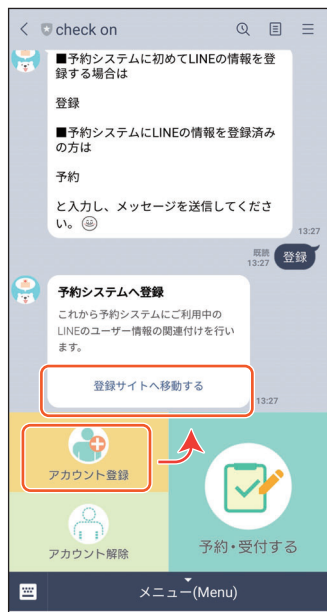 check on
■予約システムに初めてLINEの情報を登
録する場合は
登録
■予約システムにLINEの情報を登録済み
の方は
予約
と入力し、メッセージを送信してくださ
い。
13:27
既読
13:27
登録
予約システムへ登録
これから予約システムにご利用中の
LINEのユーザー情報の関連付けを行い
ます。
登録サイトへ移動する
13:27
アカウント登録
アカウント解除
予約・受付する
メニュー(Menu)